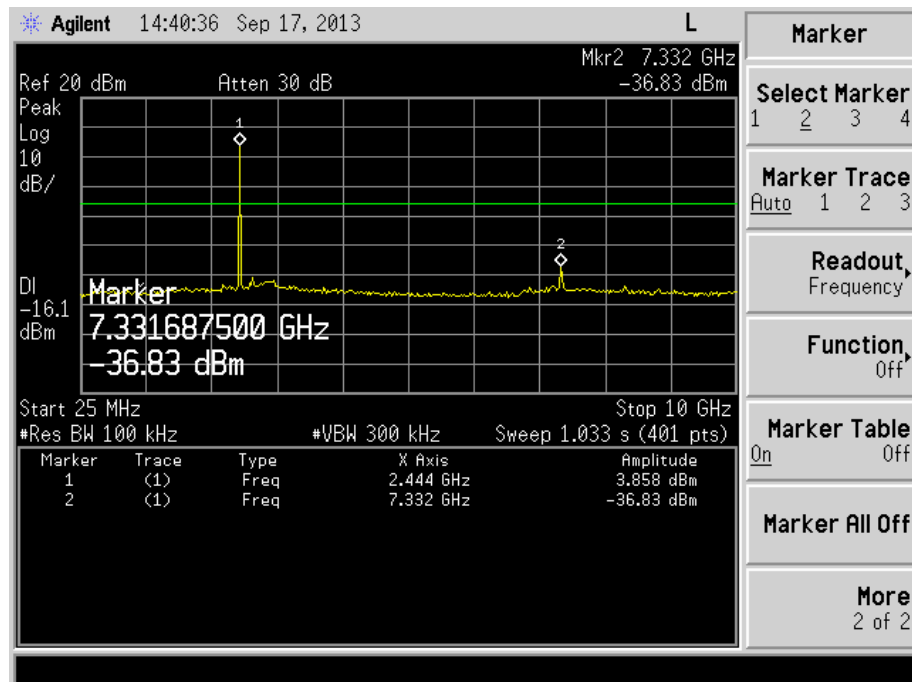 Agilent 14:40:36 Sep 17, 2013 L
Mkr2 7.332 GHz
Ref 20 dBm Atten 30 dB -36.83 dBm
Peak
Log
10
dB/
1
2
DI
-16.1
dBm
Marker
7.331687500 GHz
-36.83 dBm
Start 25 MHz Stop 10 GHz
#Res BW 100 kHz #VBW 300 kHz Sweep 1.033 s (401 pts)
Marker Trace Type X Axis Amplitude
1 (1) Freq 2.444 GHz 3.858 dBm
2 (1) Freq 7.332 GHz -36.83 dBm
Marker
Select Marker
1 2 3 4
Marker Trace
Auto 1 2 3
Readout
Frequency
Function
Off
Marker Table
On Off
Marker All Off
More
2 of 2